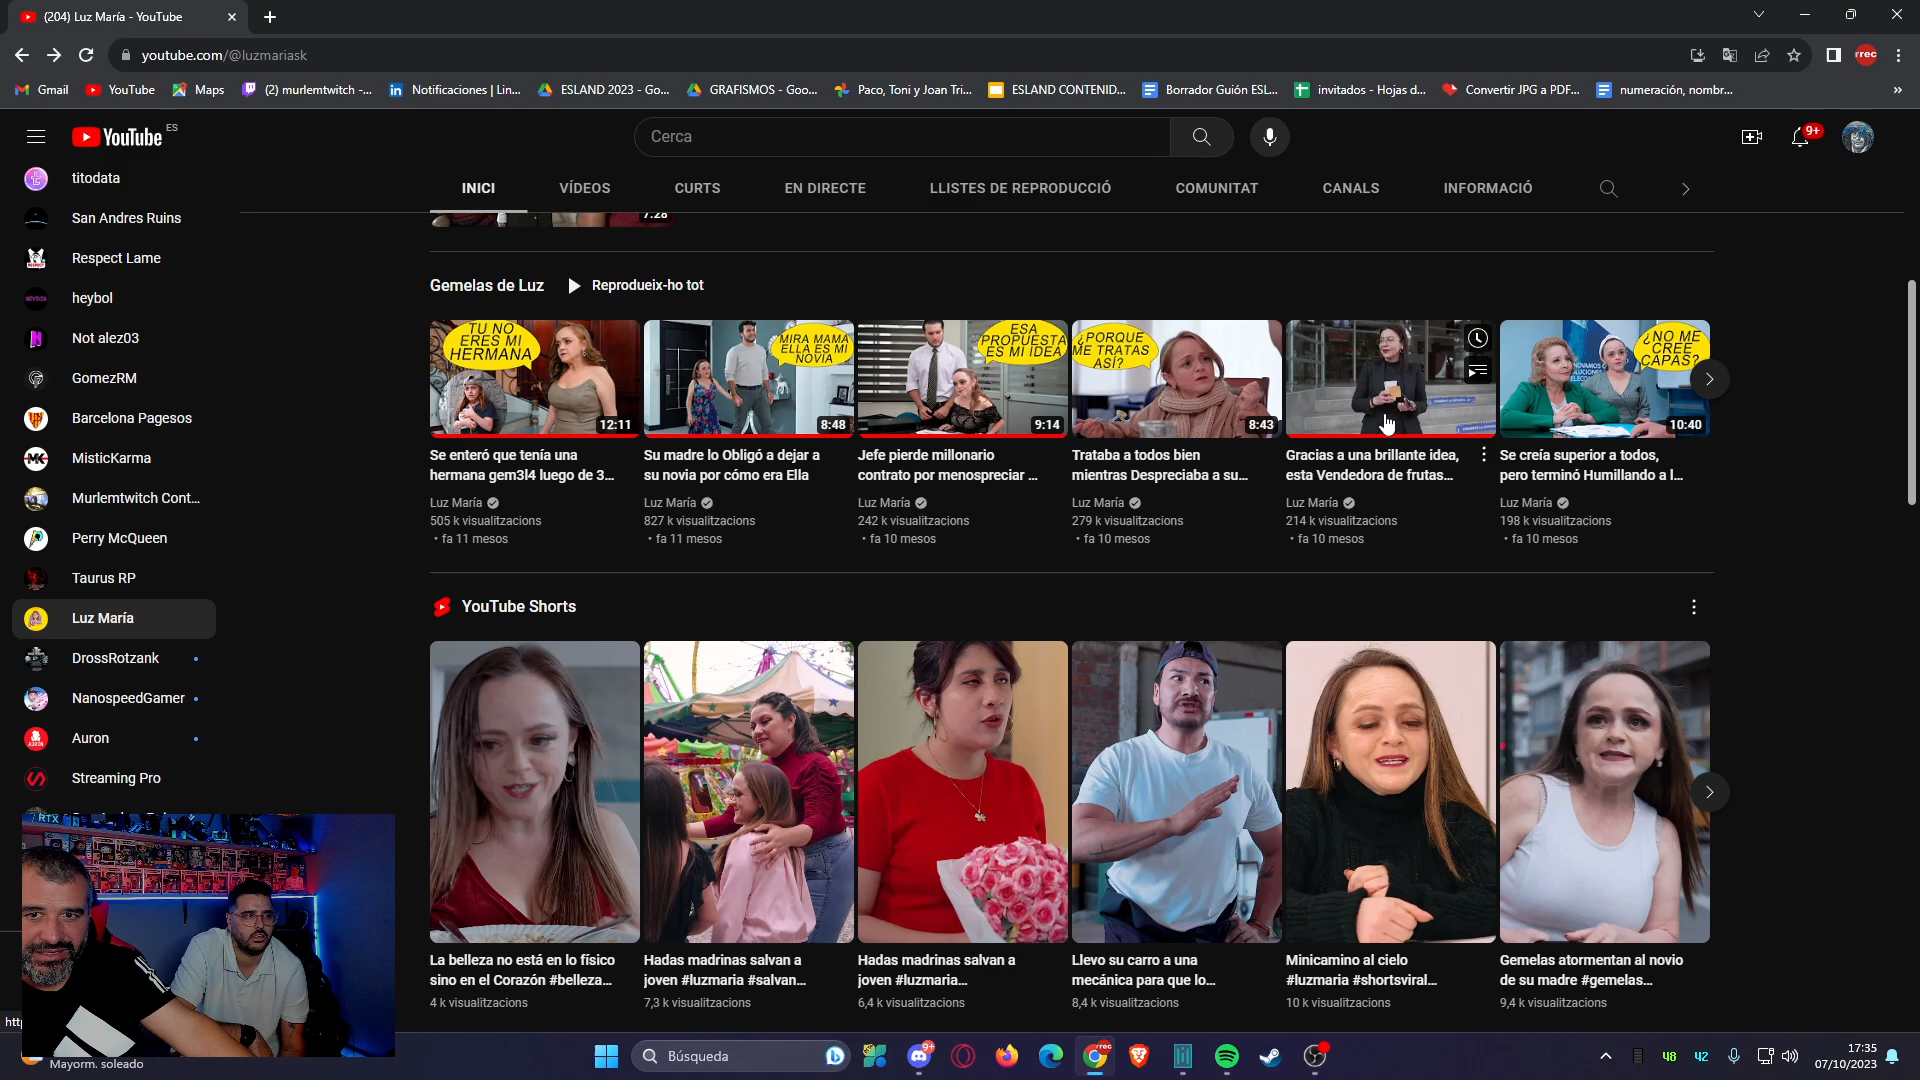 (204) Luz María - YouTube
youtube.com/@luzmariask
rrec
Gmail
YouTube
Maps
(2) murlemtwitch -...
Notificaciones | Lin...
ESLAND 2023 - Go...
GRAFISMOS - Goo...
Paco, Toni y Joan Tri...
ESLAND CONTENID...
Borrador Guión ESL...
invitados - Hojas d...
Convertir JPG a PDF...
numeración, nombr...
YouTube
ES
Cerca
9+
INICI
VÍDEOS
CURTS
EN DIRECTE
LLISTES DE REPRODUCCIÓ
COMUNITAT
CANALS
INFORMACIÓ
titodata
San Andres Ruins
Respect Lame
heybol
Not alez03
GomezRM
Barcelona Pagesos
MisticKarma
Murlemtwitch Cont...
Perry McQueen
Taurus RP
Luz María
DrossRotzank
NanospeedGamer
Auron
Streaming Pro
7:28
Gemelas de Luz
Reprodueix-ho tot
TU NO
ERES MI
HERMANA
12:11
Se enteró que tenía una
hermana gem3l4 luego de 3...
Luz María
505 k visualitzacions
• fa 11 mesos
MIRA MAMA
ELLA ES MI
NOVIA
8:48
Su madre lo Obligó a dejar a
su novia por cómo era Ella
Luz María
827 k visualitzacions
• fa 11 mesos
ESA
PROPUESTA
ES MI IDEA
9:14
Jefe pierde millonario
contrato por menospreciar ...
Luz María
242 k visualitzacions
• fa 10 mesos
¿PORQUE
ME TRATAS
ASÍ?
8:43
Trataba a todos bien
mientras Despreciaba a su...
Luz María
279 k visualitzacions
• fa 10 mesos
Gracias a una brillante idea,
esta Vendedora de frutas...
Luz María
214 k visualitzacions
• fa 10 mesos
¿NO ME
CREE
CAPAS?
10:40
Se creía superior a todos,
pero terminó Humillando a l...
Luz María
198 k visualitzacions
• fa 10 mesos
YouTube Shorts
La belleza no está en lo físico
sino en el Corazón #belleza...
4 k visualitzacions
Hadas madrinas salvan a
joven #luzmaria #salvan...
7,3 k visualitzacions
Hadas madrinas salvan a
joven #luzmaria...
6,4 k visualitzacions
Llevo su carro a una
mecánica para que lo...
8,4 k visualitzacions
Minicamino al cielo
#luzmaria #shortsviral...
10 k visualitzacions
Gemelas atormentan al novio
de su madre #gemelas...
9,4 k visualitzacions
RTX
Mayorm. soleado
Búsqueda
9+
rrec
48
42
17:35
07/10/2023